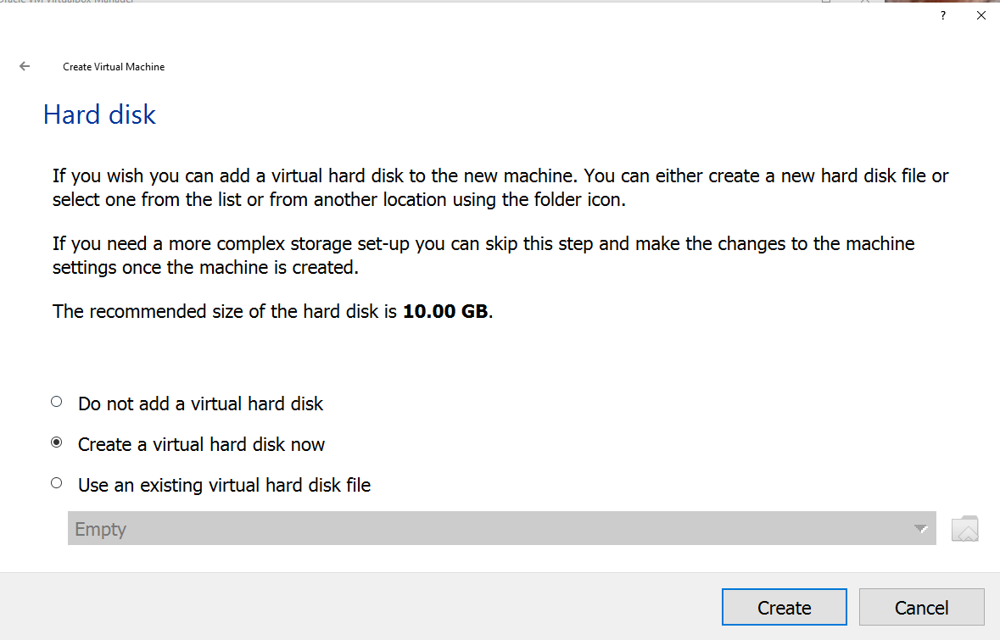 ?
Create Virtual Machine
Hard disk
If you wish you can add a virtual hard disk to the new machine. You can either create a new hard disk file or
select one from the list or from another location using the folder icon.
If you need a more complex storage set-up you can skip this step and make the changes to the machine
settings once the machine is created.
The recommended size of the hard disk is 10.00 GB.
Do not add a virtual hard disk
Create a virtual hard disk now
Use an existing virtual hard disk file
Empty
Create Cancel